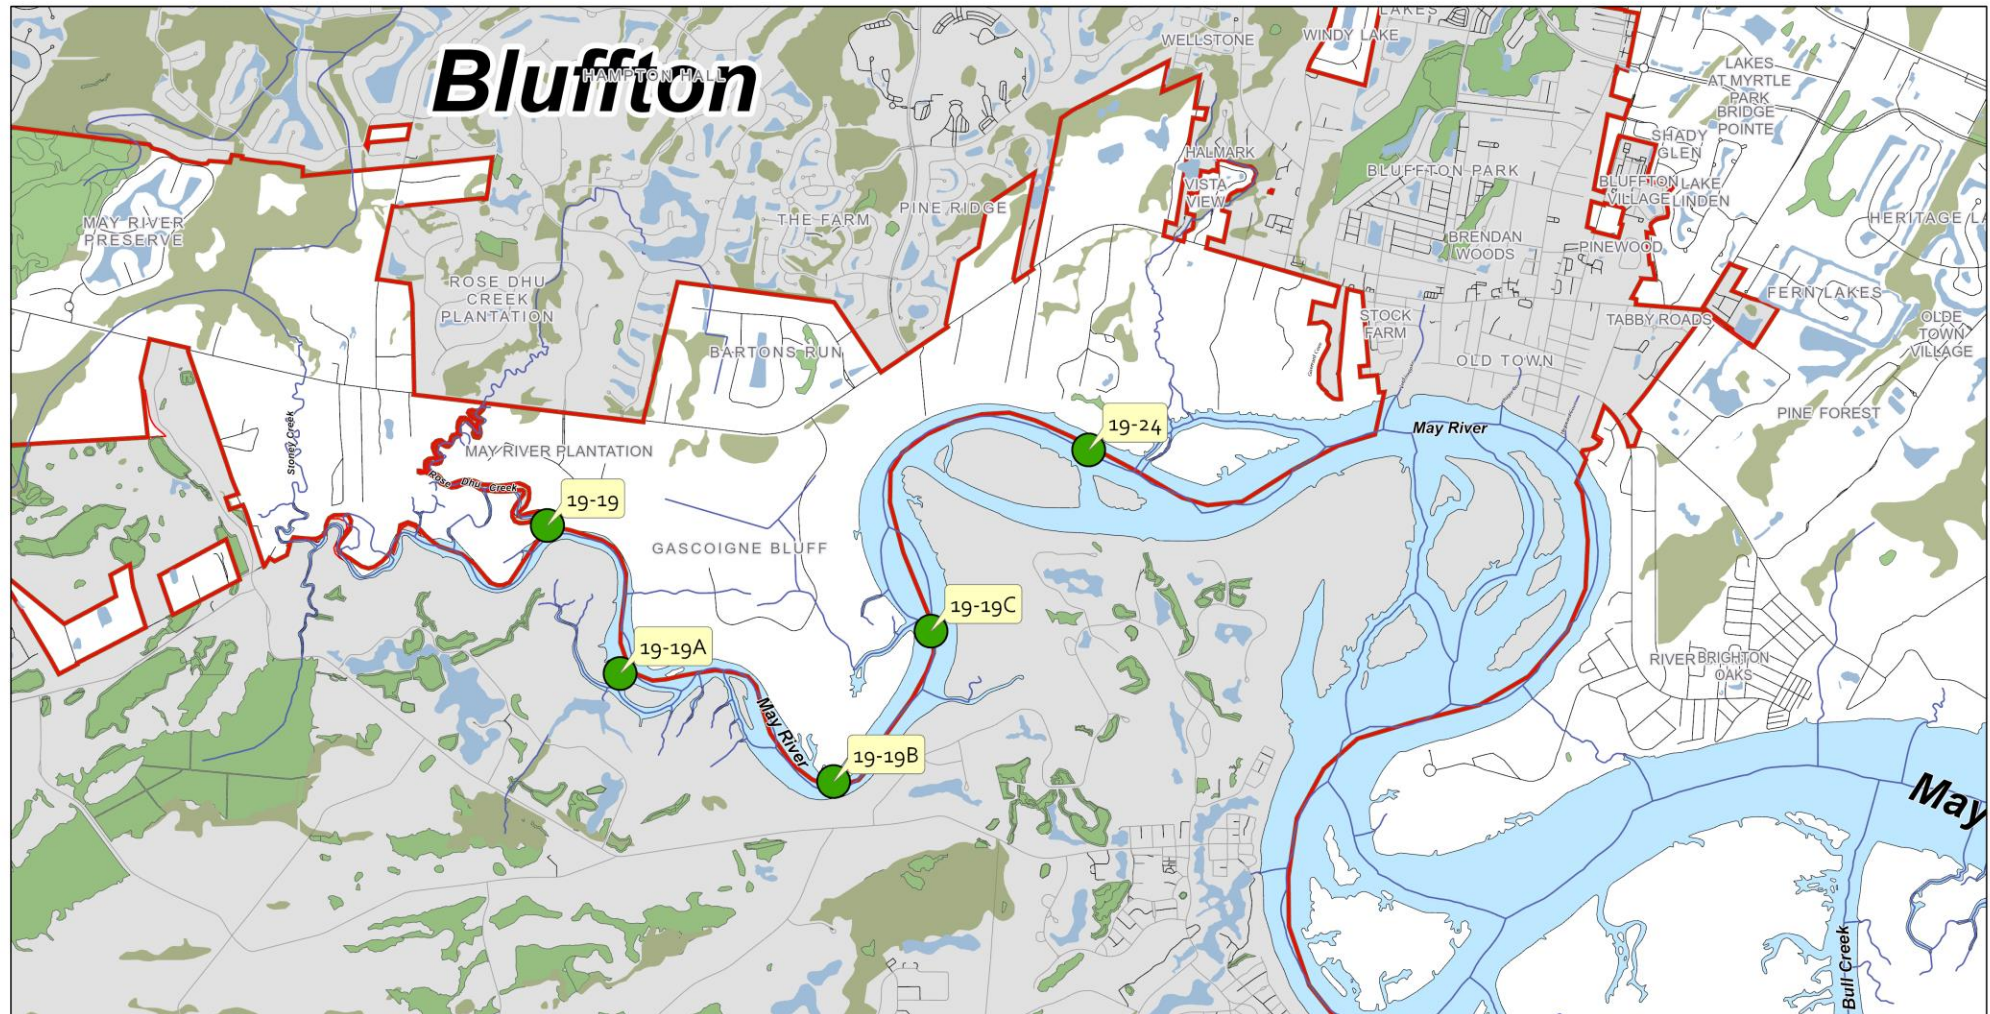 LAKES
WELLSTONE
WINDY LAKE
Bluffton
HAMPTON HALL
LAKES
AT MYRTLE
PARK
BRIDGE
POINTE
SHADY
GLEN
HALMARK
BLUFFTON PARK
VISTA
VIEW
BLUFFTON
VILLAGE
LAKE
LINDEN
MAY RIVER
PRESERVE
THE FARM
PINE RIDGE
HERITAGE LA
BRENDAN
WOODS
PINEWOOD
ROSE DHU
CREEK
PLANTATION
FERN LAKES
STOCK
FARM
TABBY ROADS
OLDE
TOWN
VILLAGE
BARTONS RUN
OLD TOWN
PINE FOREST
Stoney Creek
19-24
May River
MAY RIVER PLANTATION
Rose Dhu Creek
19-19
GASCOIGNE BLUFF
19-19C
19-19A
RIVER
BRIGHTON
OAKS
May River
19-19B
May
Bull Creek